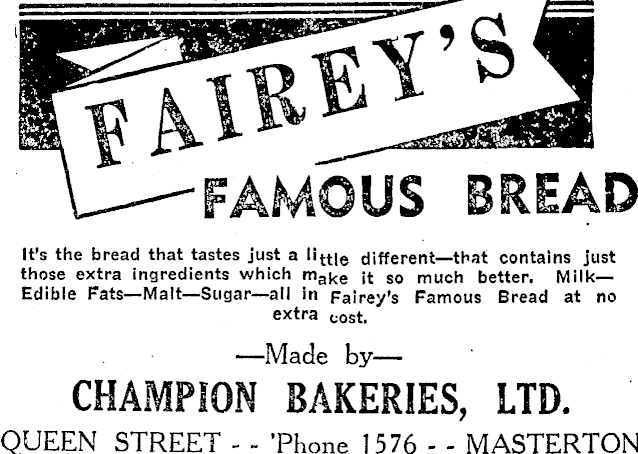 FAIREY'S
FAMOUS BREAD
It's the bread that tastes just a little different—that contains just
those extra ingredients which make it so much better. Milk—
Edible Fats—Malt—Sugar—all in Fairey's Famous Bread at no
extra cost.
—Made by—
CHAMPION BAKERIES, LTD.
QUEEN STREET - - 'Phone 1576 - - MASTERTON